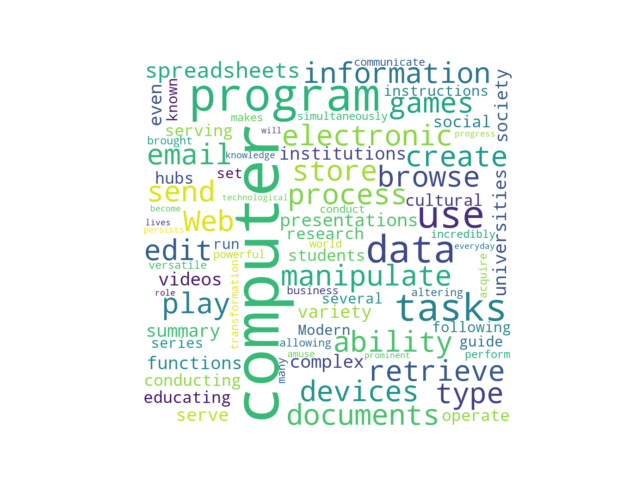 communicate
spreadsheets
information
even
known
program
instructions
games
society
makes
simultaneously
social
serving
electronic
progress
brought
will
email
knowledge
institutions
create
hubs
set
store
browse
send
technological
process
cultural
use
universities
become
lives
persists
Web
conduct
presentations
research
incredibly
edit
run
powerful
world
students
data
everyday
versatile
computer
manipulate
acquire
videos
transformation
role
business
several
altering
tasks
play
variety
summary
Modern
following
series
allowing
ability
guide
functions
many
amuse
complex
prominent
perform
retrieve
conducting
devices
type
educating
serve
documents
operate